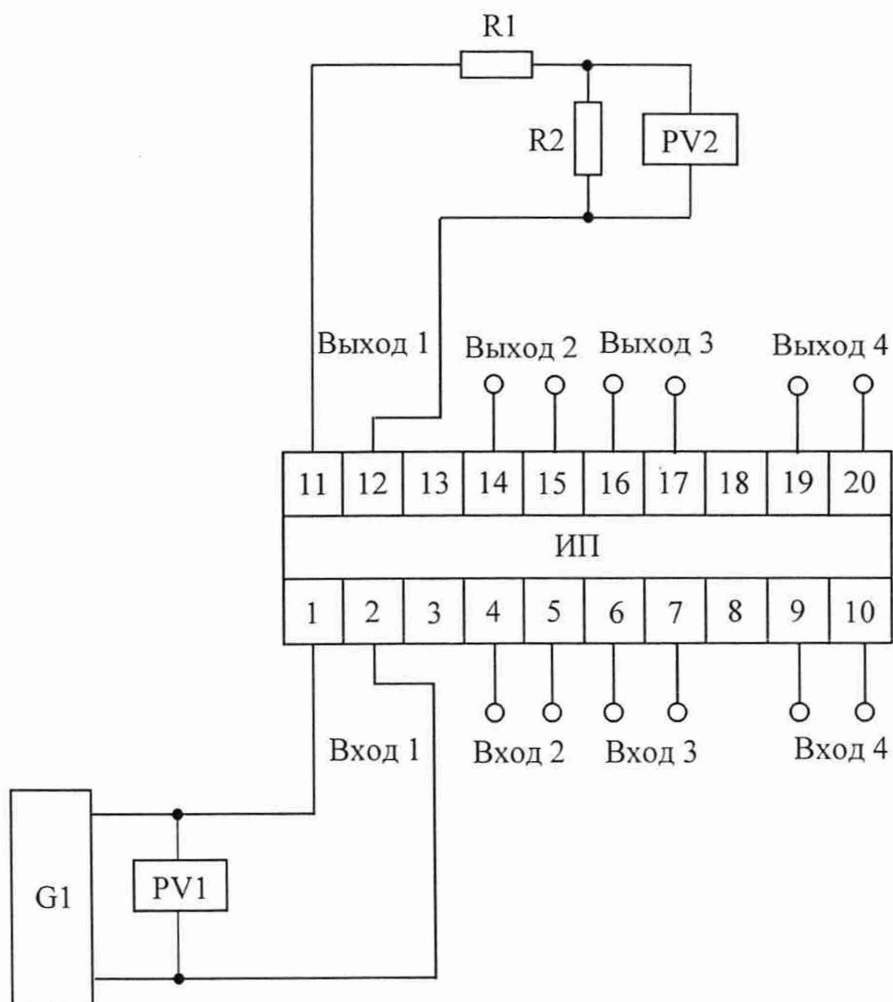 R1
R2
PV2
Выход 1
Выход 2
Выход 3
Выход 4
11 12 13 14 15 16 17 18 19 20
ИП
1 2 3 4 5 6 7 8 9 10
Вход 1
Вход 2
Вход 3
Вход 4
G1
PV1